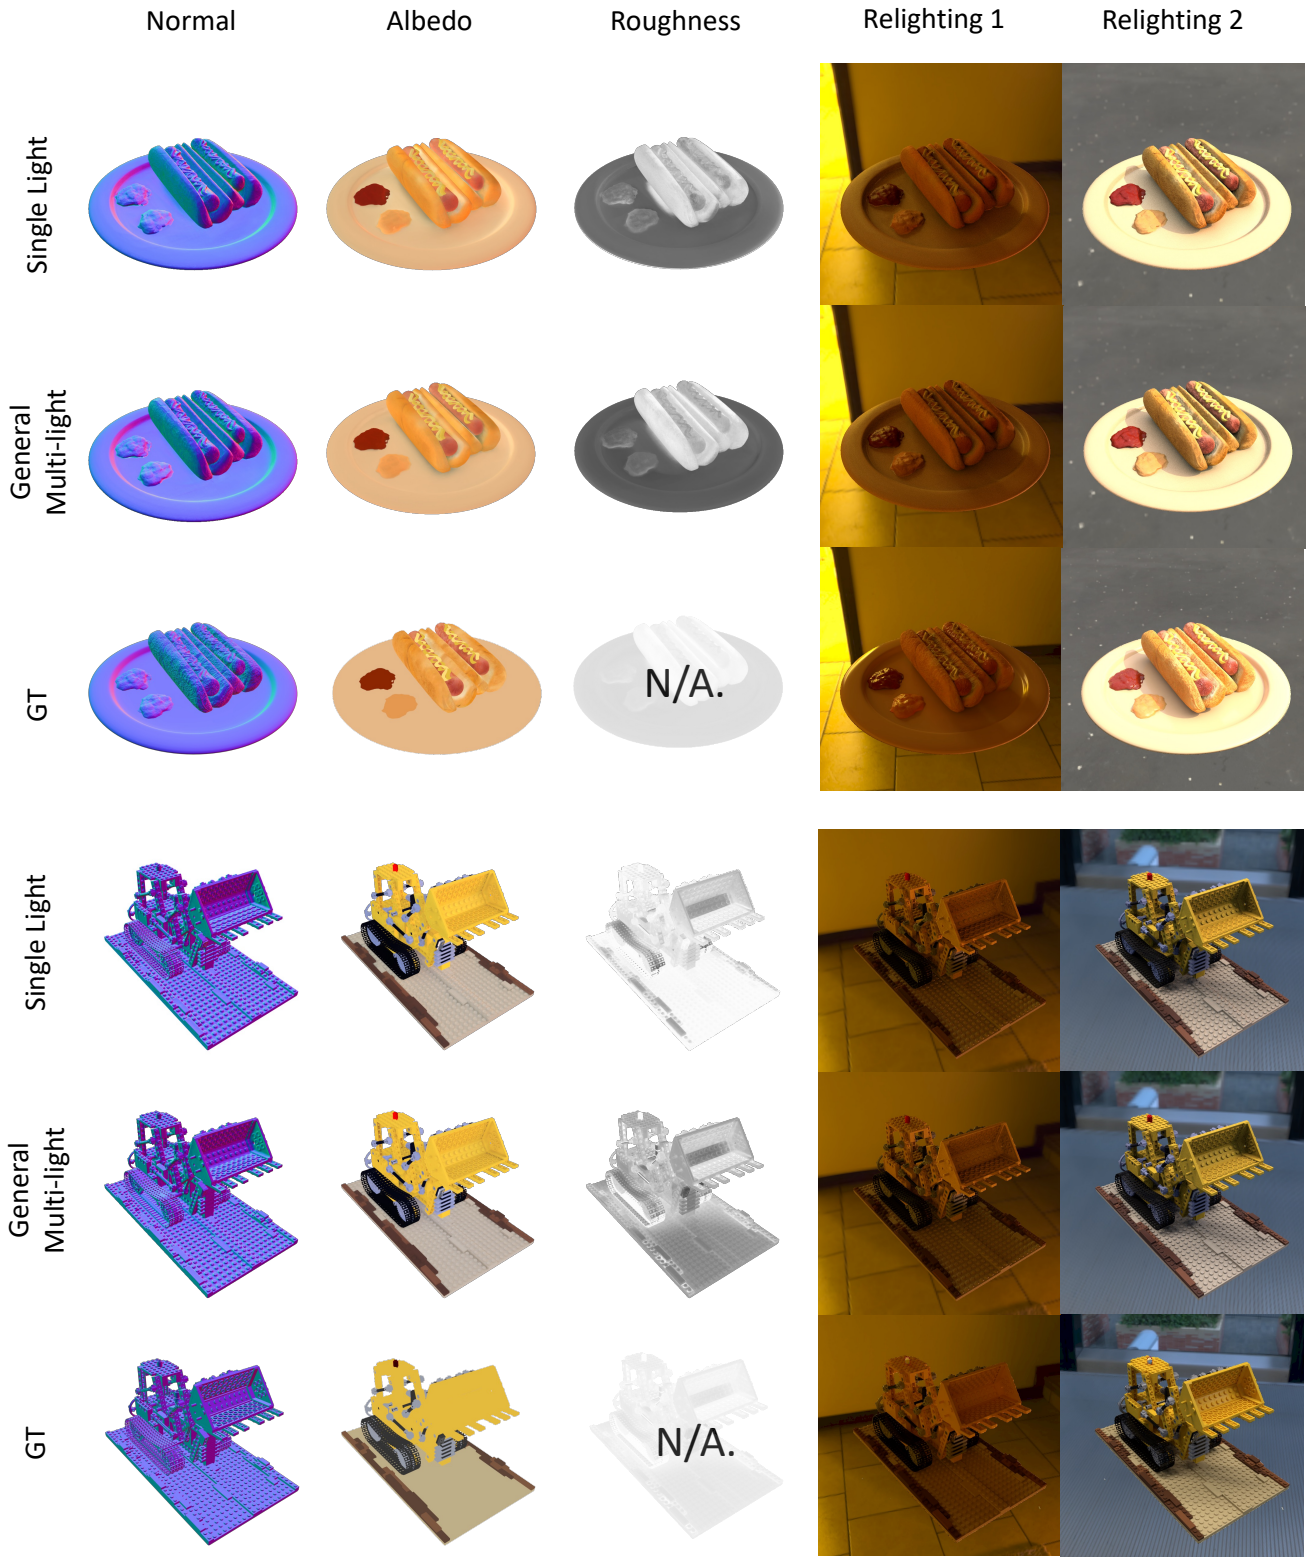 Normal
Albedo
Roughness
Relighting 1
Relighting 2
Single Light
General
Multi-light
GT
N/A.
Single Light
General
Multi-light
GT
N/A.